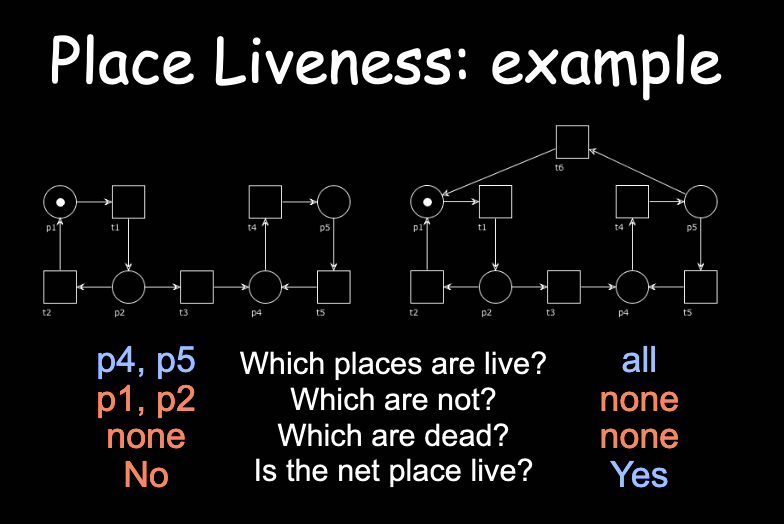 Place Liveness: example
t6
p1 t1 t4 p5 p1 t1 t4 p5
t2 p2 t3 p4 t5 t2 p2 t3 p4 t5
p4, p5 Which places are live? all
p1, p2 Which are not? none
none Which are dead? none
No Is the net place live? Yes